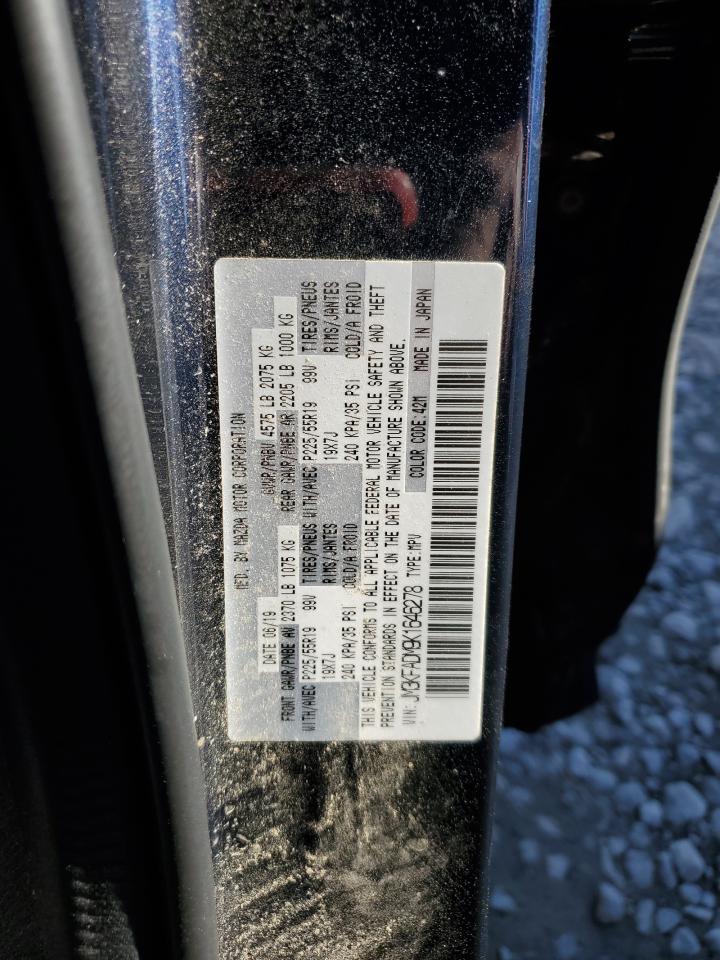 MFD. BY MAZDA MOTOR CORPORATION
DATE 06/19 GVWR/PNBV 4575 LB 2075 KG
FRONT GAWR/PNBE AV 2370 LB 1075 KG REAR GAWR/PNBE AR 2205 LB 1000 KG
WITH/AVEC P225/55R19 99V TIRES/PNEUS WITH/AVEC P225/55R19 99V TIRES/PNEUS
19X7J RIMS/JANTES 19X7J RIMS/JANTES
240 KPA/35 PSI COLD/A FROID 240 KPA/35 PSI COLD/A FROID
THIS VEHICLE CONFORMS TO ALL APPLICABLE FEDERAL MOTOR VEHICLE SAFETY AND THEFT
PREVENTION STANDARDS IN EFFECT ON THE DATE OF MANUFACTURE SHOWN ABOVE.
VIN: JM3KFADM9K1646278 TYPE:MPV COLOR CODE:42M MADE IN JAPAN